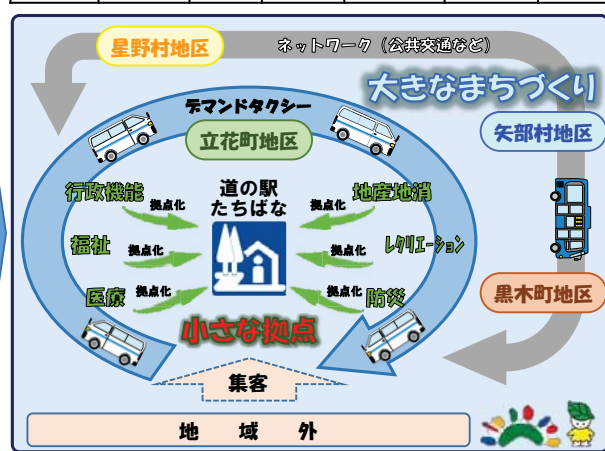 星野村地区
ネットワーク（公共交通など）
大きなまちづくり
デマンドタクシー
立花町地区
矢部村地区
行政機能
拠点化
道の駅
たちばな
地産地消
拠点化
福祉
拠点化
拠点化
レクリエーション
医療
拠点化
拠点化
防災
黒木町地区
小さな拠点
集客
地域外